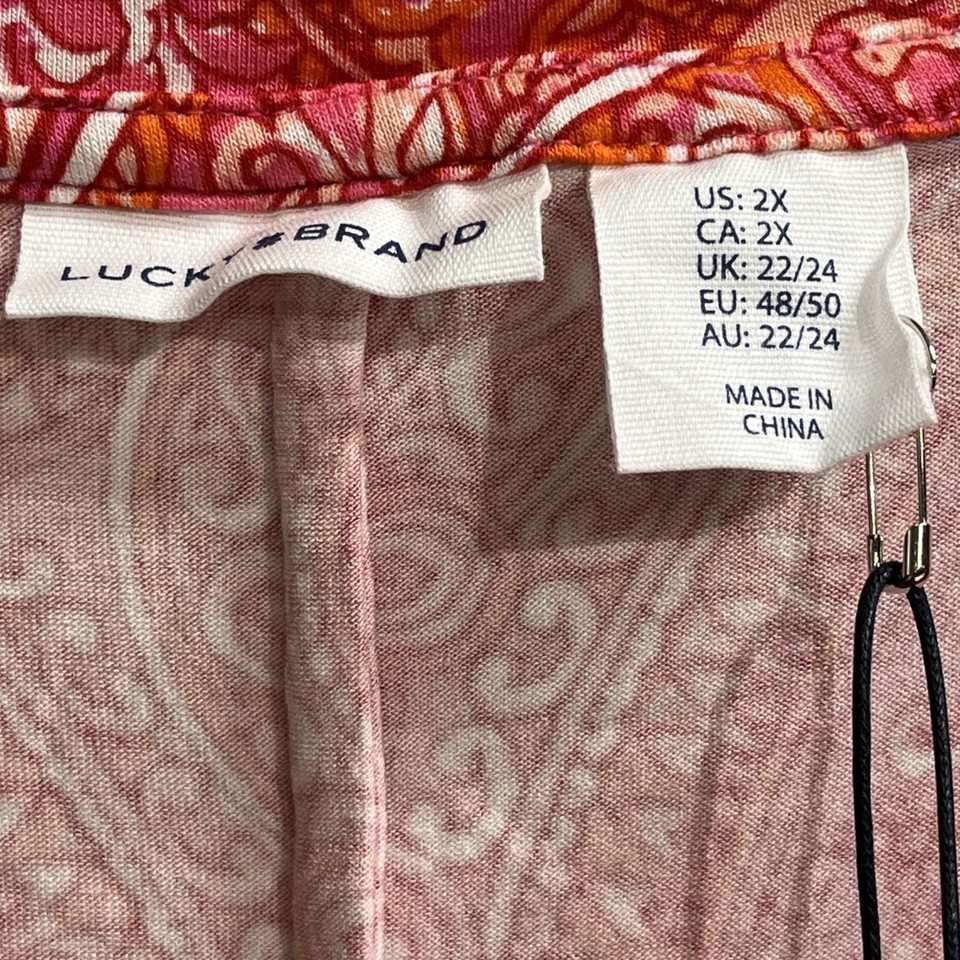 LUCKY BRAND
US: 2X
CA: 2X
UK: 22/24
EU: 48/50
AU: 22/24
MADE IN
CHINA